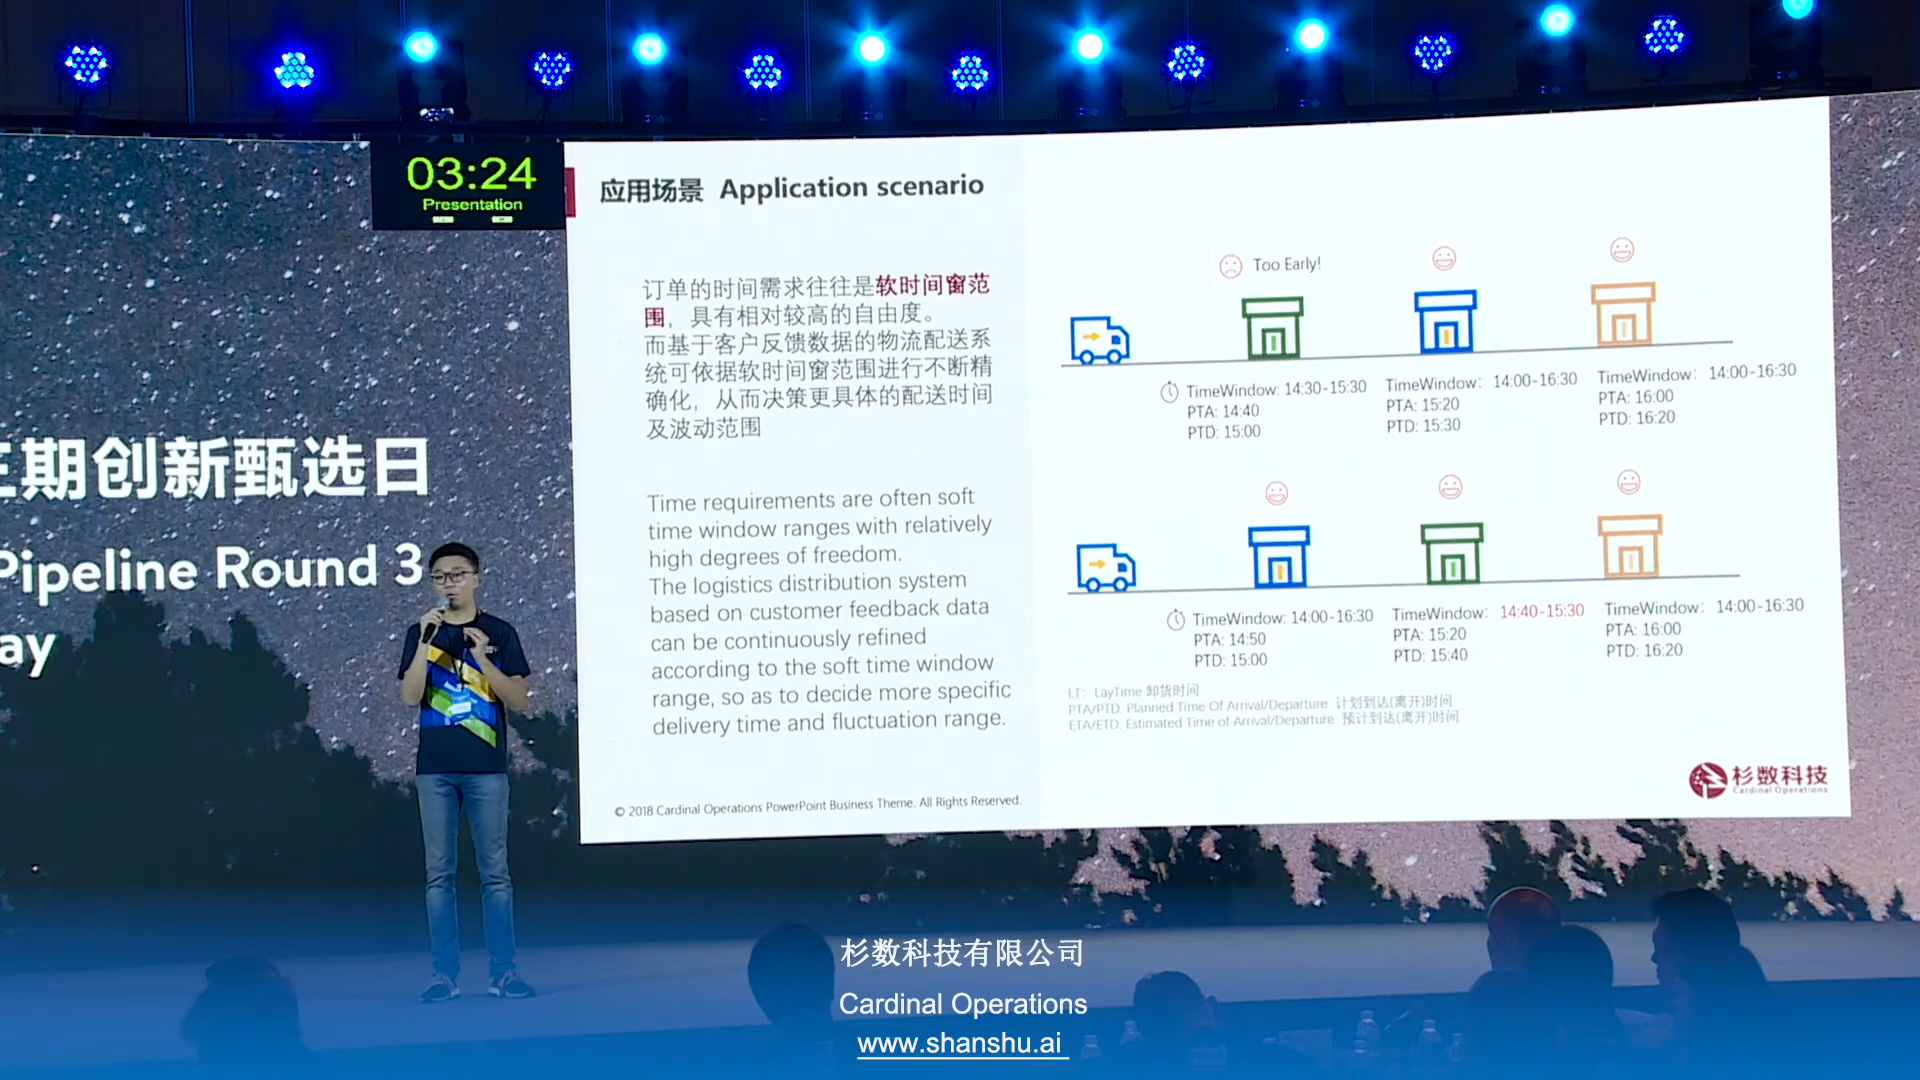 03:24
Presentation
应用场景 Application scenario
订单的时间需求往往是软时间窗范
围，具有相对较高的自由度。
而基于客户反馈数据的物流配送系
统可依据软时间窗范围进行不断精
确化，从而决策更具体的配送时间
及波动范围
Time requirements are often soft
time window ranges with relatively
high degrees of freedom.
The logistics distribution system
based on customer feedback data
can be continuously refined
according to the soft time window
range, so as to decide more specific
delivery time and fluctuation range.
© 2018 Cardinal Operations PowerPoint Business Theme. All Rights Reserved.
Too Early!
TimeWindow: 14:30-15:30
PTA: 14:40
PTD: 15:00
TimeWindow: 14:00-16:30
PTA: 15:20
PTD: 15:30
TimeWindow: 14:00-16:30
PTA: 16:00
PTD: 16:20
TimeWindow: 14:00-16:30
PTA: 14:50
PTD: 15:00
TimeWindow: 14:40-15:30
PTA: 15:20
PTD: 15:40
TimeWindow: 14:00-16:30
PTA: 16:00
PTD: 16:20
LT: LayTime 卸货时间
PTA/PTD: Planned Time Of Arrival/Departure 计划到达(离开)时间
ETA/ETD: Estimated Time of Arrival/Departure 预计到达(离开)时间
杉数科技
Cardinal Operations
三期创新甄选日
Pipeline Round 3
ay
杉数科技有限公司
Cardinal Operations
www.shanshu.ai